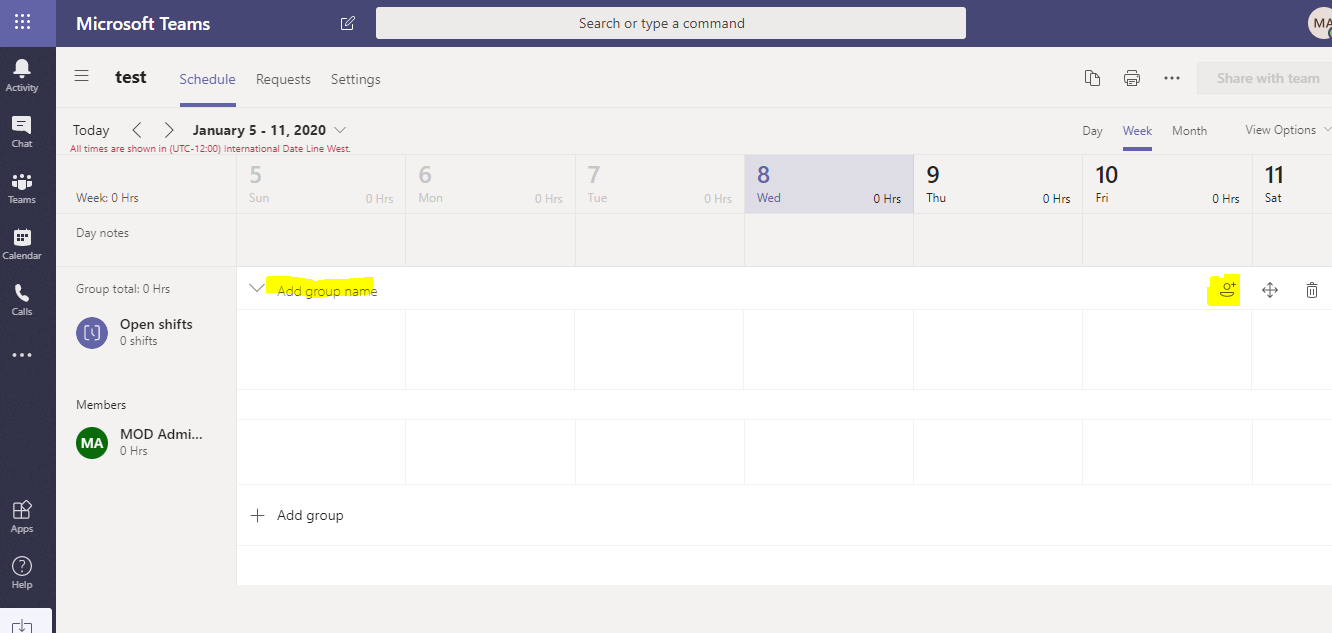 Microsoft Teams
Search or type a command
MA
Activity
Chat
Teams
Calendar
Calls
Apps
Help
test Schedule Requests Settings
Share with team
Today January 5 - 11, 2020
Day Week Month View Options
All times are shown in (UTC-12:00) International Date Line West.
5 6 7 8 9 10 11
Week: 0 Hrs Sun 0 Hrs Mon 0 Hrs Tue 0 Hrs Wed 0 Hrs Thu 0 Hrs Fri 0 Hrs Sat
Day notes
Group total: 0 Hrs
Add group name
Open shifts
0 shifts
Members
MA MOD Admi...
0 Hrs
Add group